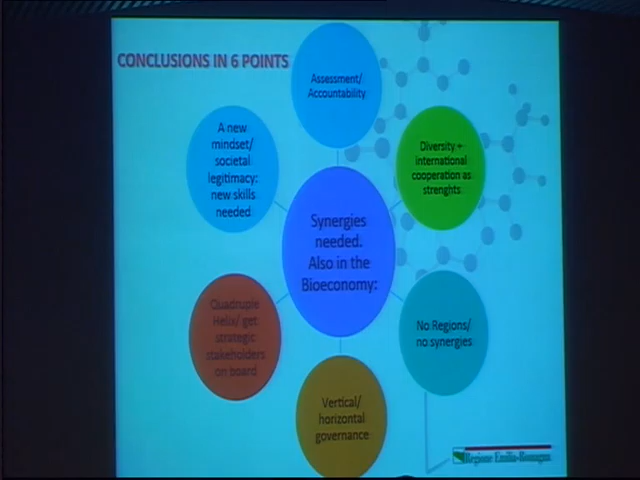 CONCLUSIONS IN 6 POINTS
Assessment/
Accountability
Diversity +
international
cooperation as
strenghts
No Regions/
no synergies
Vertical/
horizontal
governance
Quadruple
Helix/ get
strategic
stakeholders
on board
A new
mindset/
societal
legitimacy:
new skills
needed
Synergies
needed.
Also in the
Bioeconomy:
Regione Emilia-Romagna